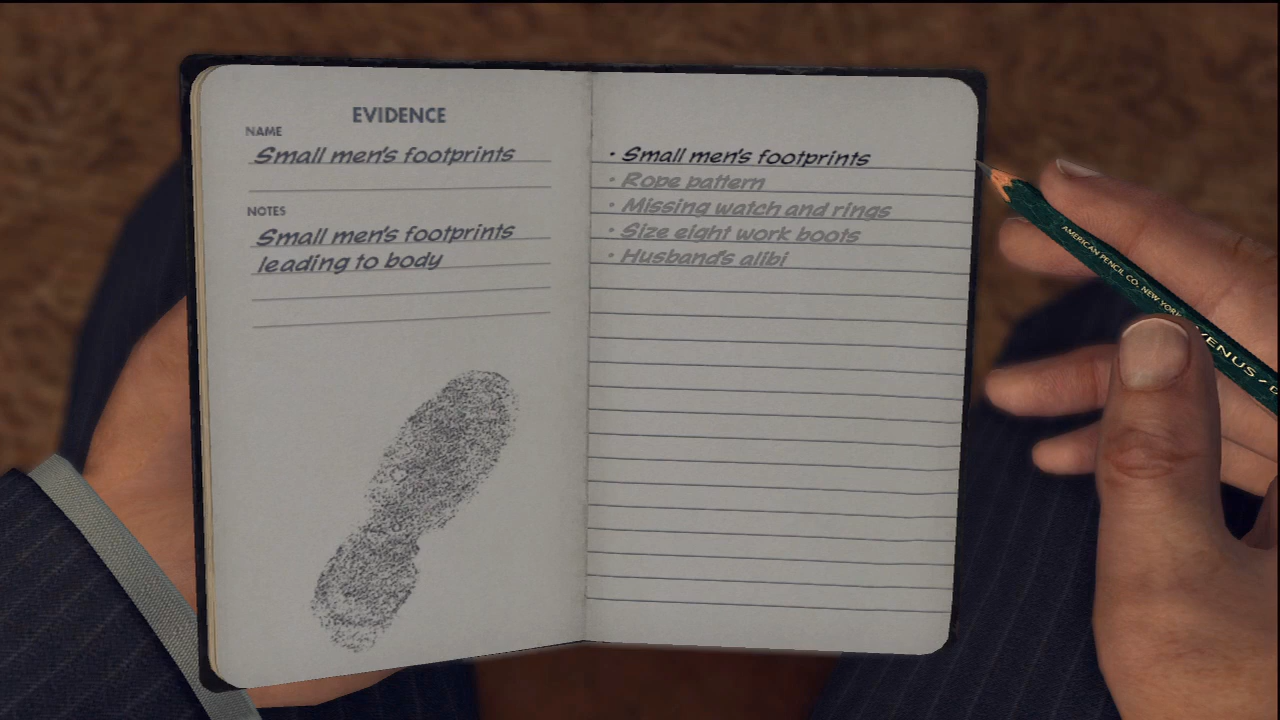 EVIDENCE
NAME
Small men's footprints
NOTES
Small men's footprints
leading to body
• Small men's footprints
• Rope pattern
• Missing watch and rings
• Size eight work boots
• Husband's alibi
AMERICAN PENCIL CO. NEW YORK
VENUS